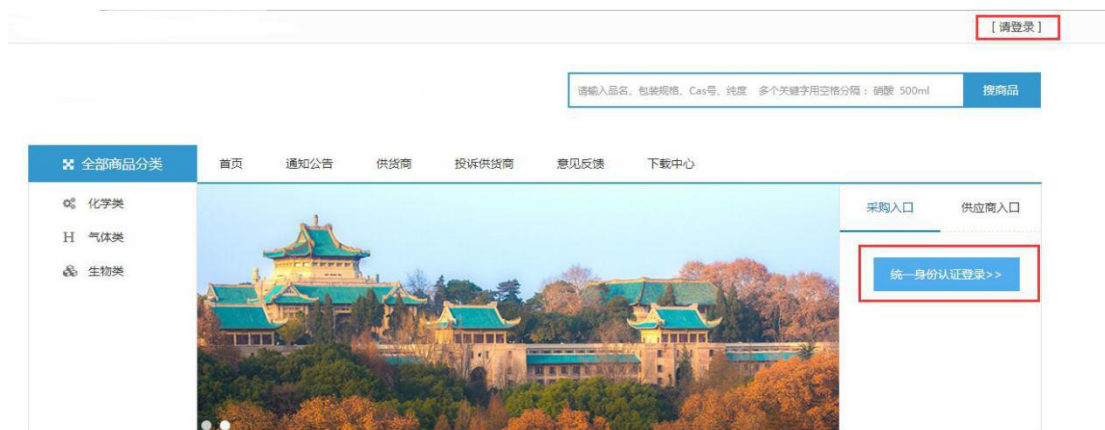 [ 请登录 ]
请输入品名、包装规格、Cas号、纯度 多个关键字用空格分隔：硝酸 500ml
搜商品
全部商品分类
首页
通知公告
供货商
投诉供货商
意见反馈
下载中心
化学类
气体类
生物类
采购入口
供应商入口
统一身份认证登录>>